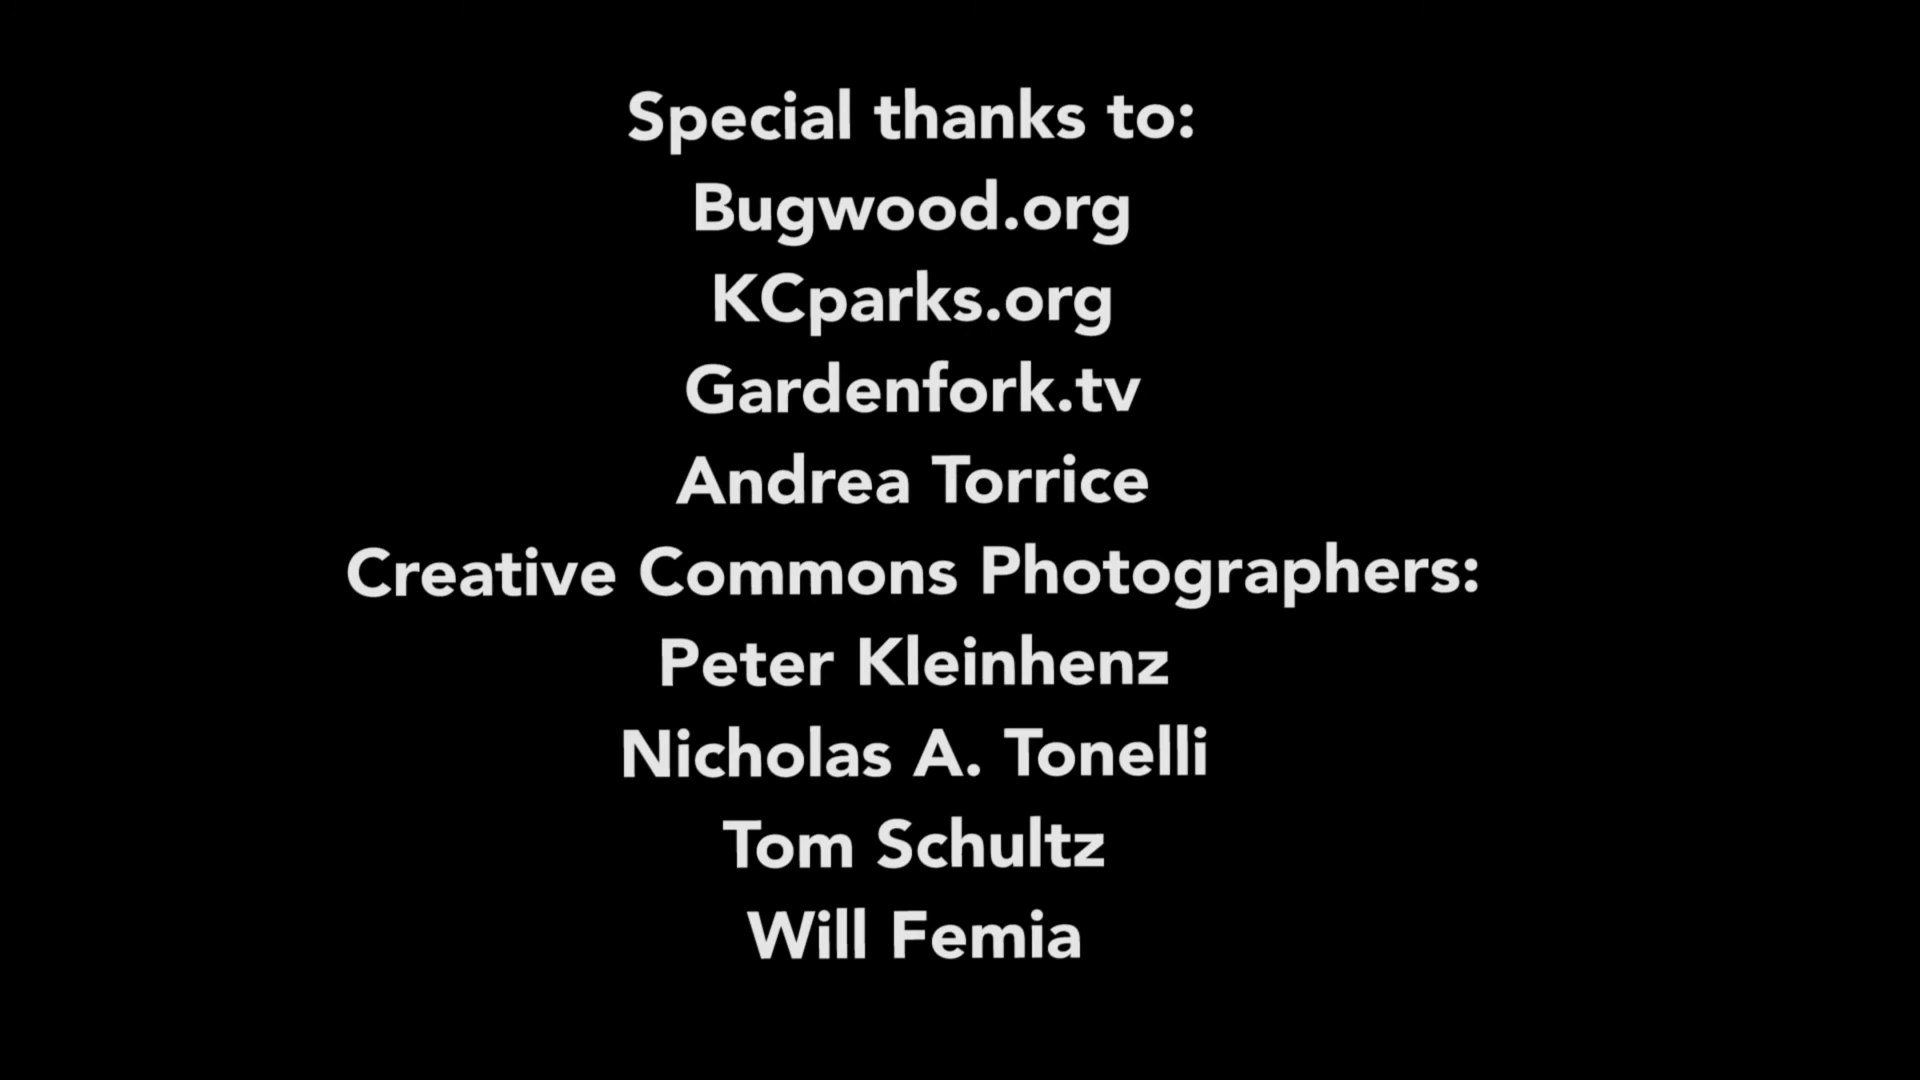 Special thanks to:
Bugwood.org
KCparks.org
Gardenfork.tv
Andrea Torrice
Creative Commons Photographers:
Peter Kleinhenz
Nicholas A. Tonelli
Tom Schultz
Will Femia